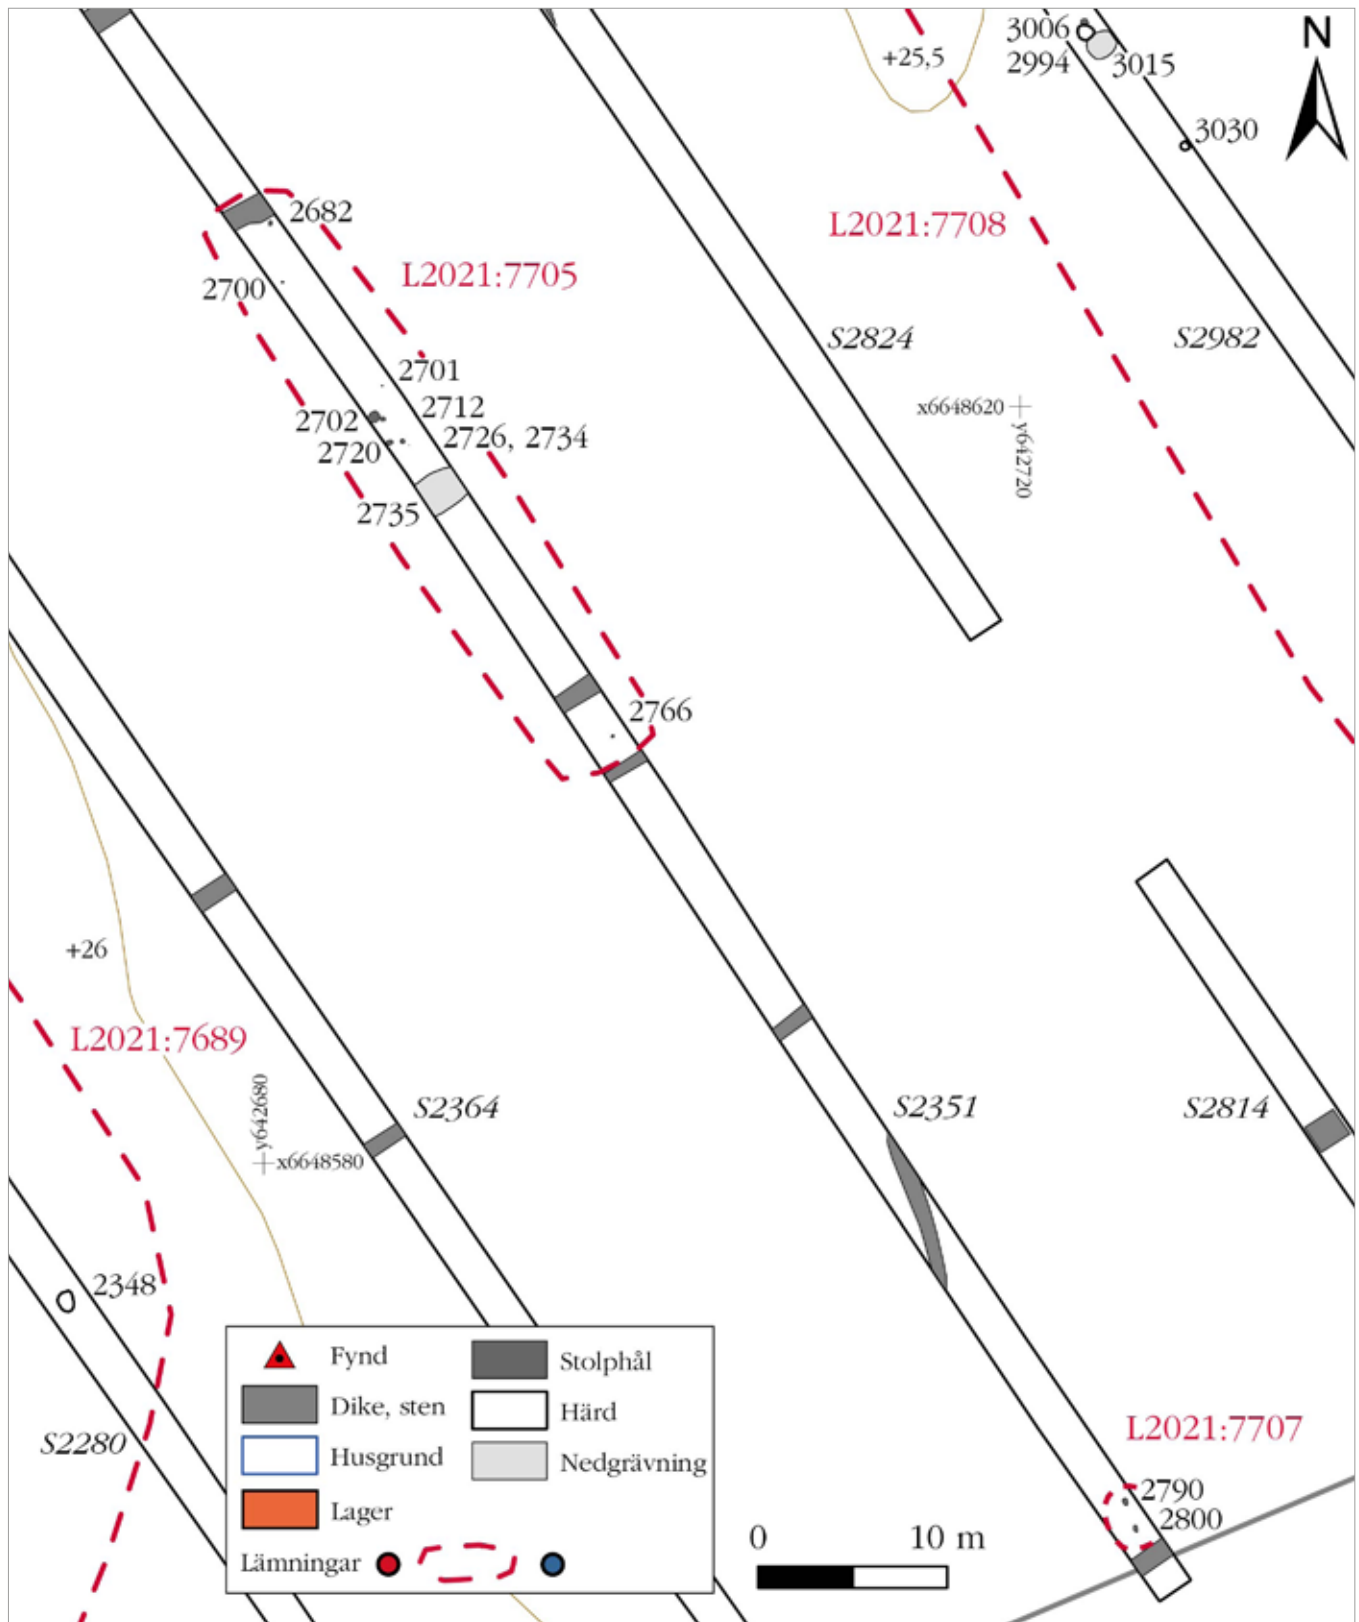 3006
2994
3015
+25,5
N
3030
2682
L2021:7708
L2021:7705
2700
S2824
S2982
2701
2712
x6648620
y642720
2702
2726, 2734
2720
2735
2766
+26
L2021:7689
y642680
S2364
S2351
S2814
x6648580
2348
S2280
Fynd
Stolphål
Dike, sten
Härd
Husgrund
Nedgrävning
Lager
Lämningar
0 10 m
L2021:7707
2790
2800